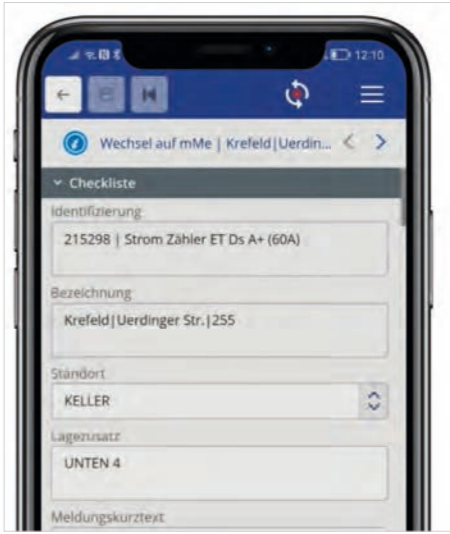 12:10
Wechsel auf mMe | Krefeld|Uerdin...
Checkliste
Identifizierung
215298 | Strom Zähler ET Ds A+ (60A)
Bezeichnung
Krefeld|Uerdinger Str.|255
Standort
KELLER
Lagezusatz
UNTEN 4
Meldungskurztext